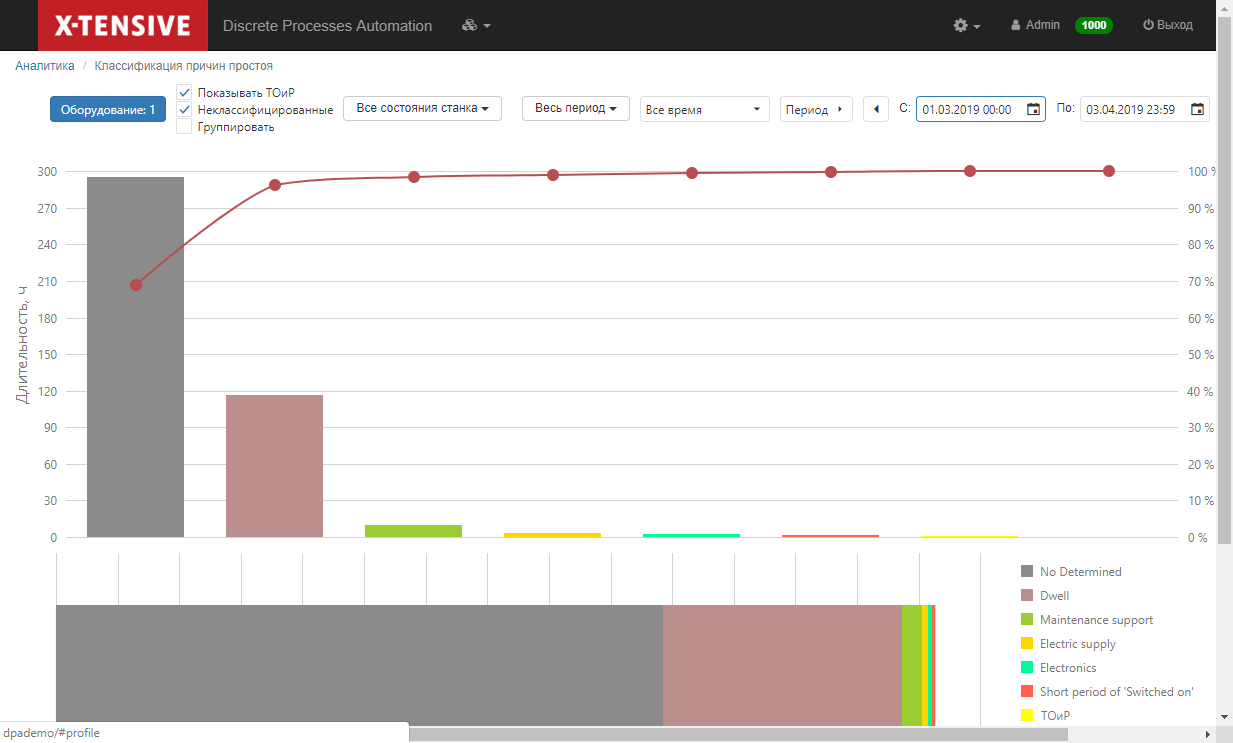 X-TENSIVE Discrete Processes Automation Admin 1000 Выход
Аналитика / Классификация причин простоя
Оборудование: 1
Показывать ТОиР
Неклассифицированные
Группировать
Все состояния станка
Весь период
Все время
Период
С: 01.03.2019 00:00
По: 03.04.2019 23:59
Длительность, ч
300 100 %
270 90 %
240 80 %
210 70 %
180 60 %
150 50 %
120 40 %
90 30 %
60 20 %
30 10 %
0 0 %
No Determined
Dwell
Maintenance support
Electric supply
Electronics
Short period of 'Switched on'
ТОиР
dpademo/#profile